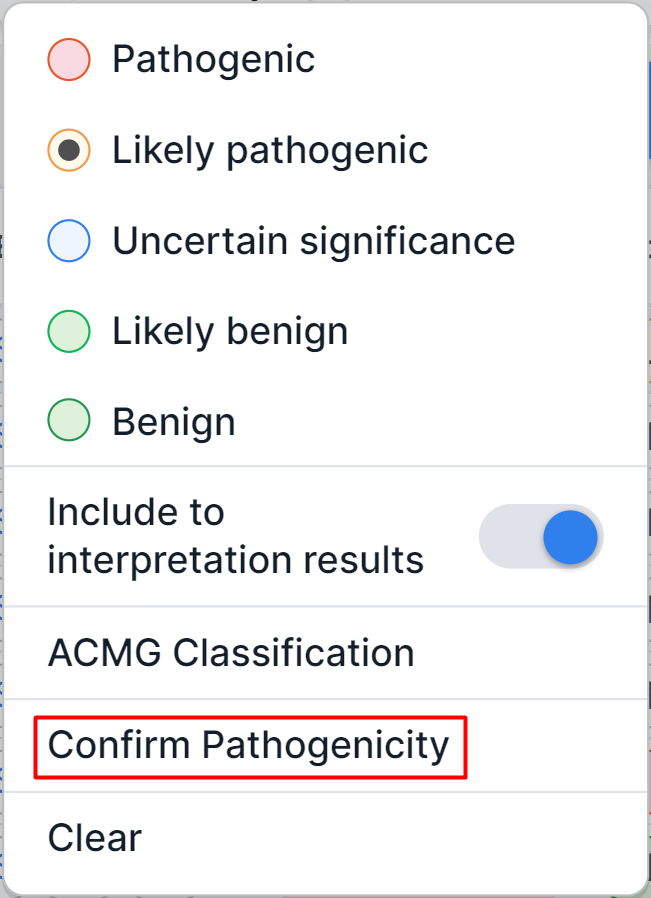 Pathogenic
Likely pathogenic
Uncertain significance
Likely benign
Benign
Include to
interpretation results
ACMG Classification
Confirm Pathogenicity
Clear